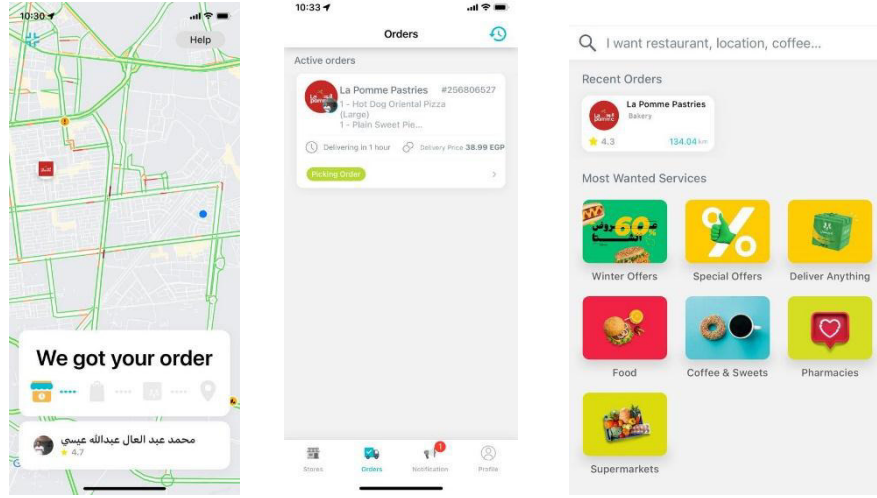 10:30
Help
We got your order
محمد عبد العال عبدالله عيسي
4.7
10:33
Orders
Active orders
La Pomme Pastries #256806527
1 - Hot Dog Oriental Pizza
(Large)
1 - Plain Sweet Pie...
Delivering in 1 hour Delivery Price 38.99 EGP
Picking Order
1
Stores Orders Notification Profile
I want restaurant, location, coffee...
Recent Orders
La Pomme Pastries
Bakery
4.3 134.04 km
Most Wanted Services
60%
%
Winter Offers Special Offers Deliver Anything
Food Coffee & Sweets Pharmacies
Supermarkets